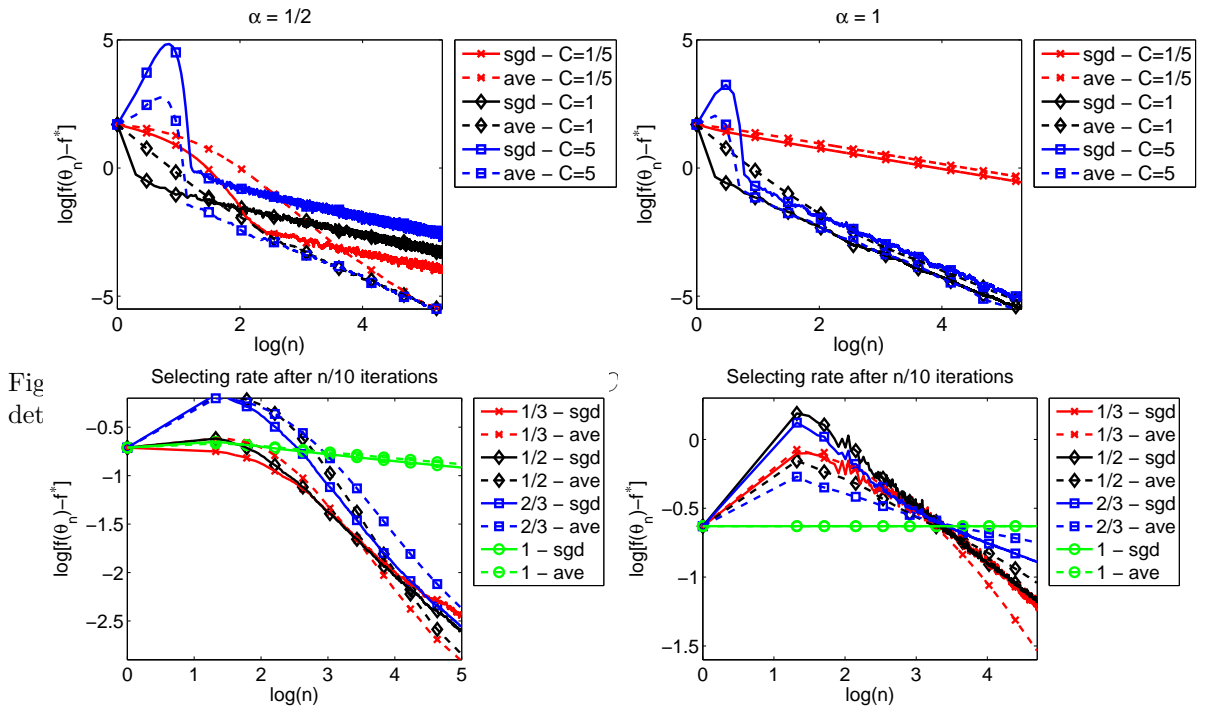 α = 1/2
5
0
−5
0
2
4
log(n)
log[f(θn)−f*]
sgd − C=1/5
ave − C=1/5
sgd − C=1
ave − C=1
sgd − C=5
ave − C=5
α = 1
5
0
−5
0
2
4
log(n)
log[f(θn)−f*]
sgd − C=1/5
ave − C=1/5
sgd − C=1
ave − C=1
sgd − C=5
ave − C=5
Fig
det
Selecting rate after n/10 iterations
−0.5
−1
−1.5
−2
−2.5
0
1
2
3
4
5
log(n)
log[f(θn)−f*]
1/3 − sgd
1/3 − ave
1/2 − sgd
1/2 − ave
2/3 − sgd
2/3 − ave
1 − sgd
1 − ave
Selecting rate after n/10 iterations
0
−0.5
−1
−1.5
0
1
2
3
4
log(n)
log[f(θn)−f*]
1/3 − sgd
1/3 − ave
1/2 − sgd
1/2 − ave
2/3 − sgd
2/3 − ave
1 − sgd
1 − ave